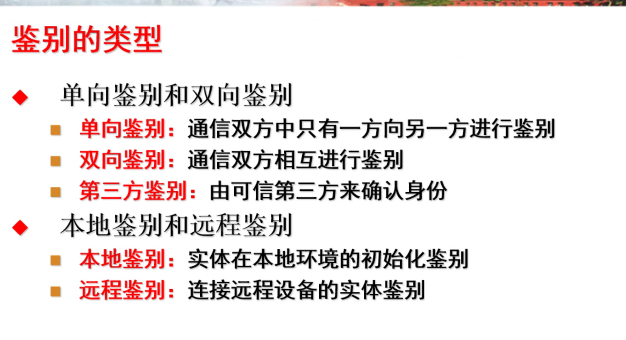 鉴别的类型
单向鉴别和双向鉴别
单向鉴别：通信双方中只有一方向另一方进行鉴别
双向鉴别：通信双方相互进行鉴别
第三方鉴别：由可信第三方来确认身份
本地鉴别和远程鉴别
本地鉴别：实体在本地环境的初始化鉴别
远程鉴别：连接远程设备的实体鉴别